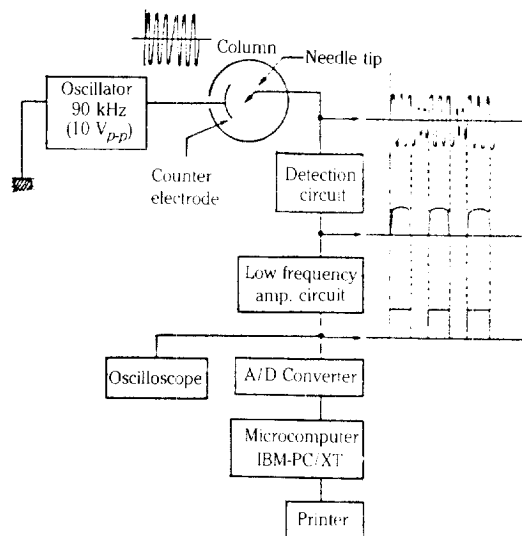 Column
Needle tip
Oscillator
90 kHz
(10 Vp-p)
Counter
electrode
Detection
circuit
Low frequency
amp. circuit
Oscilloscope
A/D Converter
Microcomputer
IBM-PC/XT
Printer